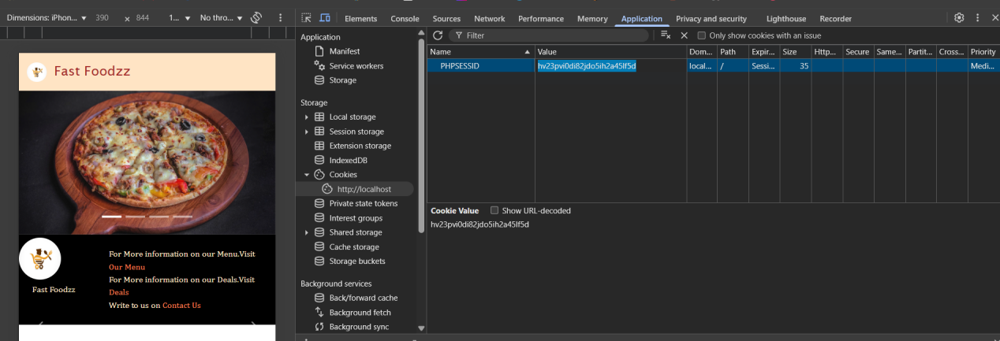 Dimensions: iPhon... ▼ 390 × 844 1... ▼ No thro... ▼
Elements Console Sources Network Performance Memory Application Privacy and security Lighthouse Recorder
Fast Foodzz
For More information on our Menu.Visit
Our Menu
For More information on our Deals.Visit
Deals
Write to us on Contact Us
Fast Foodzz
Application
Manifest
Service workers
Storage
Storage
Local storage
Session storage
Extension storage
IndexedDB
Cookies
http://localhost
Private state tokens
Interest groups
Shared storage
Cache storage
Storage buckets
Background services
Back/forward cache
Background fetch
Background sync
Filter
Only show cookies with an issue
Name Value Dom... Path Expir... Size Http... Secure Same... Partit... Cross... Priority
PHPSESSID hv23pvi0di82jdo5ih2a45lf5d local... / Sessi... 35 Medi...
Cookie Value Show URL-decoded
hv23pvi0di82jdo5ih2a45lf5d